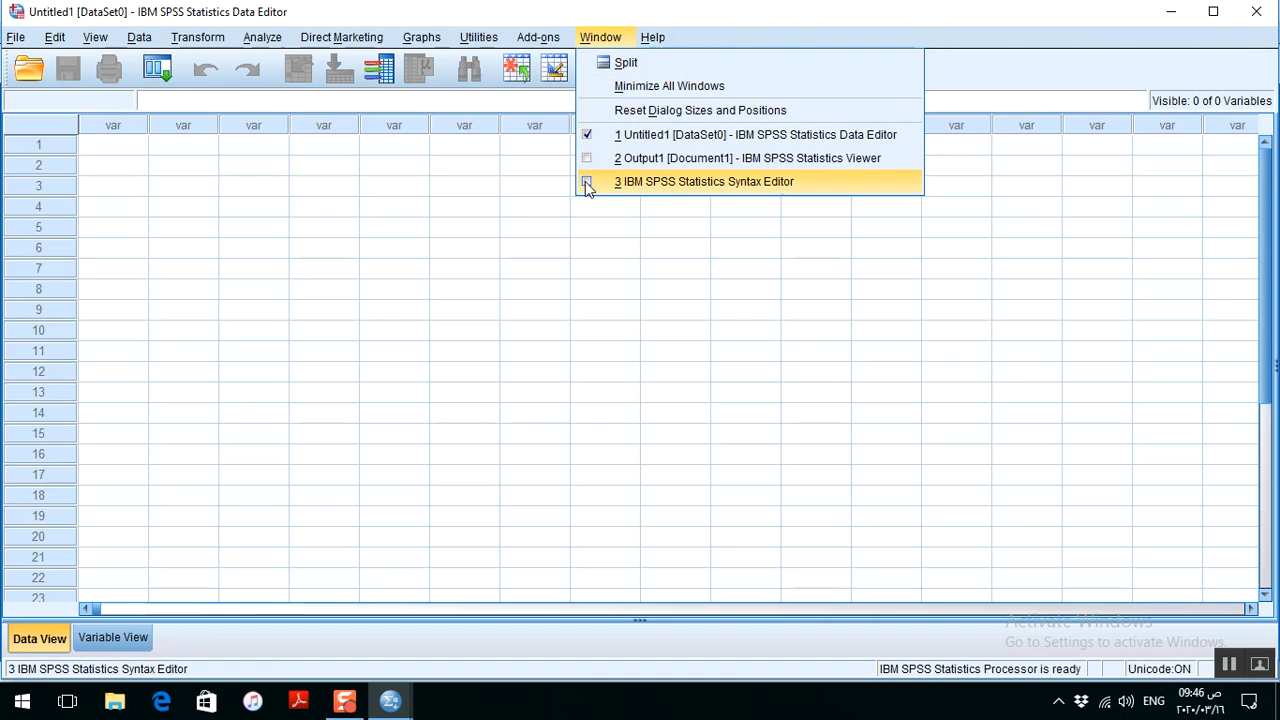 Untitled1 [DataSet0] - IBM SPSS Statistics Data Editor
File Edit View Data Transform Analyze Direct Marketing Graphs Utilities Add-ons Window Help
Split
Minimize All Windows
Visible: 0 of 0 Variables
Reset Dialog Sizes and Positions
var var var var var var var var var var var var
1 Untitled1 [DataSet0] - IBM SPSS Statistics Data Editor
2 Output1 [Document1] - IBM SPSS Statistics Viewer
3 IBM SPSS Statistics Syntax Editor
1
2
3
4
5
6
7
8
9
10
11
12
13
14
15
16
17
18
19
20
21
22
23
Activate Windows
Go to Settings to activate Windows.
Data View Variable View
3 IBM SPSS Statistics Syntax Editor
IBM SPSS Statistics Processor is ready
Unicode:ON
ENG
09:46 ص
٢٠٢٠/٠٣/١٦